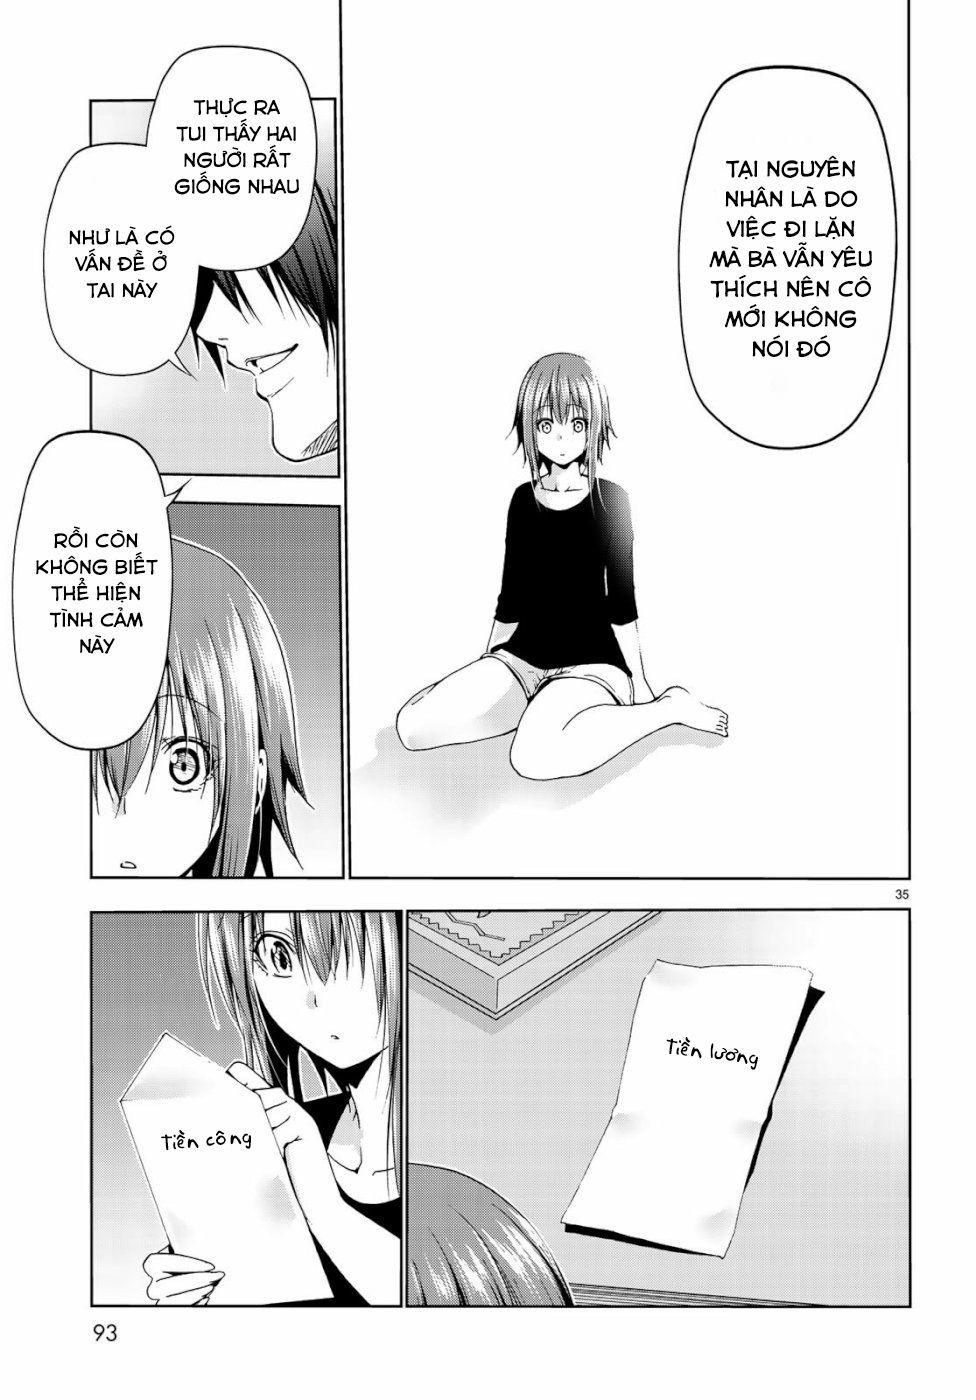 TẠI NGUYÊN
NHÂN LÀ DO
VIỆC ĐI LẶN
MÀ BÀ VẪN YÊU
THÍCH NÊN CÔ
MỚI KHÔNG
NÓI ĐÓ
THỰC RA
TUI THẤY HAI
NGƯỜI RẤT
GIỐNG NHAU
NHƯ LÀ CÓ
VẤN ĐỀ Ở
TAI NÀY
RỒI CÒN
KHÔNG BIẾT
THỂ HIỆN
TÌNH CẢM
NÀY
35
Tiền lương
Tiền công
93